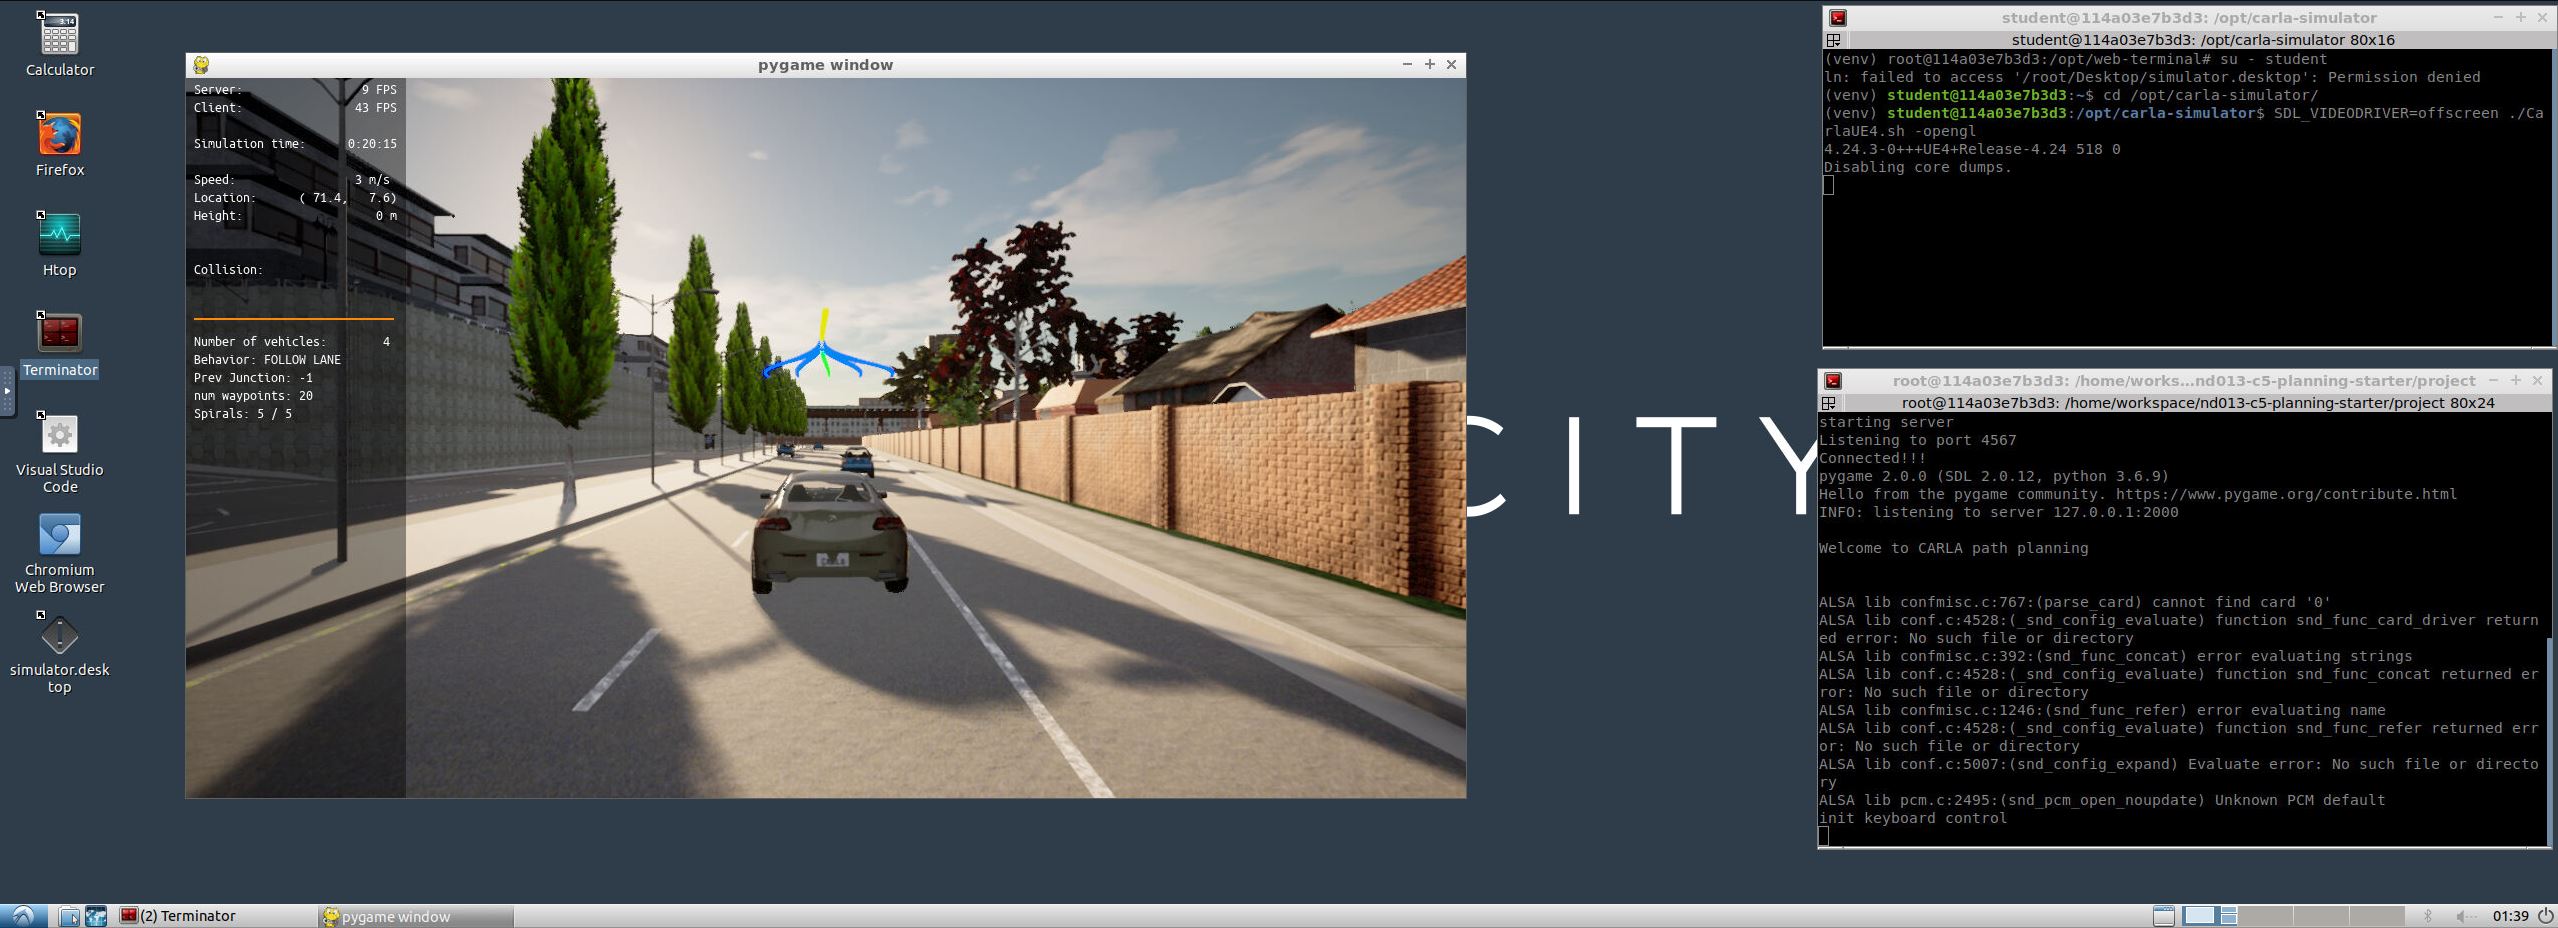 Calculator
Firefox
Htop
Terminator
Visual Studio
Code
Chromium
Web Browser
simulator.desk
top
pygame window
Server: 9 FPS
Client: 43 FPS
Simulation time: 0:20:15
Speed: 3 m/s
Location: ( 71.4, 7.6)
Height: 0 m
Collision:
Number of vehicles: 4
Behavior: FOLLOW LANE
Prev Junction: -1
num waypoints: 20
Spirals: 5 / 5
CITY
student@114a03e7b3d3: /opt/carla-simulator
student@114a03e7b3d3: /opt/carla-simulator 80x16
(venv) root@114a03e7b3d3:/opt/web-terminal# su - student
ln: failed to access '/root/Desktop/simulator.desktop': Permission denied
(venv) student@114a03e7b3d3:~$ cd /opt/carla-simulator/
(venv) student@114a03e7b3d3:/opt/carla-simulator$ SDL_VIDEODRIVER=offscreen ./Ca
rlaUE4.sh -opengl
4.24.3-0+++UE4+Release-4.24 518 0
Disabling core dumps.
root@114a03e7b3d3: /home/works...nd013-c5-planning-starter/project
root@114a03e7b3d3: /home/workspace/nd013-c5-planning-starter/project 80x24
starting server
Listening to port 4567
Connected!!!
pygame 2.0.0 (SDL 2.0.12, python 3.6.9)
Hello from the pygame community. https://www.pygame.org/contribute.html
INFO: listening to server 127.0.0.1:2000
Welcome to CARLA path planning
ALSA lib confmisc.c:767:(parse_card) cannot find card '0'
ALSA lib conf.c:4528:(_snd_config_evaluate) function snd_func_card_driver return
ed error: No such file or directory
ALSA lib confmisc.c:392:(snd_func_concat) error evaluating strings
ALSA lib conf.c:4528:(_snd_config_evaluate) function snd_func_concat returned er
ror: No such file or directory
ALSA lib confmisc.c:1246:(snd_func_refer) error evaluating name
ALSA lib conf.c:4528:(_snd_config_evaluate) function snd_func_refer returned err
or: No such file or directory
ALSA lib conf.c:5007:(snd_config_expand) Evaluate error: No such file or directo
ry
ALSA lib pcm.c:2495:(snd_pcm_open_noupdate) Unknown PCM default
init keyboard control
(2) Terminator
pygame window
01:39